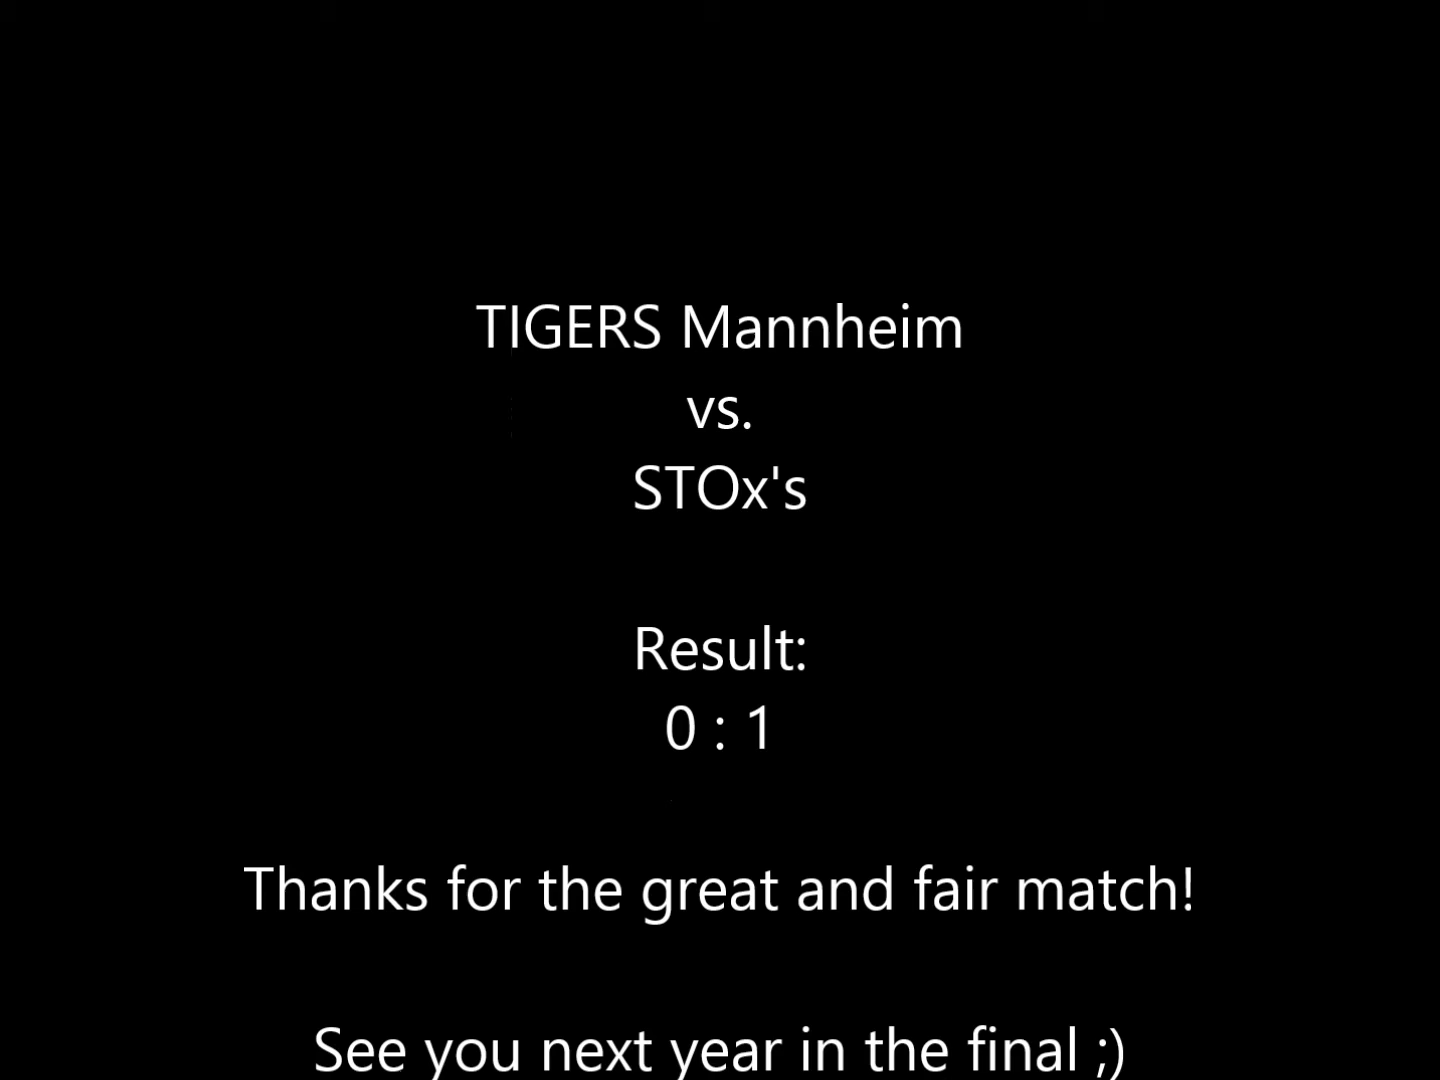 TIGERS Mannheim
vs.
STOx's
Result:
0 : 1
Thanks for the great and fair match!
See you next year in the final ;)